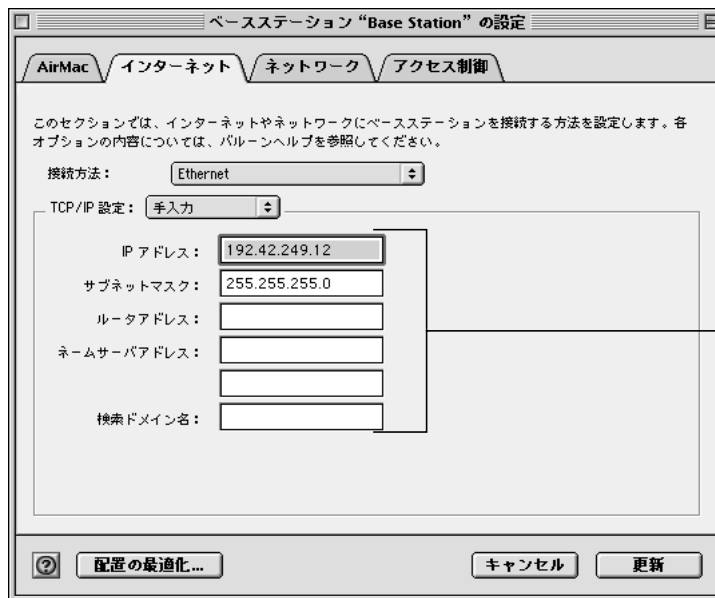 ベースステーション“Base Station”の設定
AirMac インターネット ネットワーク アクセス制御
このセクションでは、インターネットやネットワークにベースステーションを接続する方法を設定します。各
オプションの内容については、バルーンヘルプを参照してください。
接続方法： Ethernet
TCP/IP 設定： 手入力
IP アドレス： 192.42.249.12
サブネットマスク： 255.255.255.0
ルータアドレス：
ネームサーバアドレス：
検索ドメイン名：
? 配置の最適化... キャンセル 更新